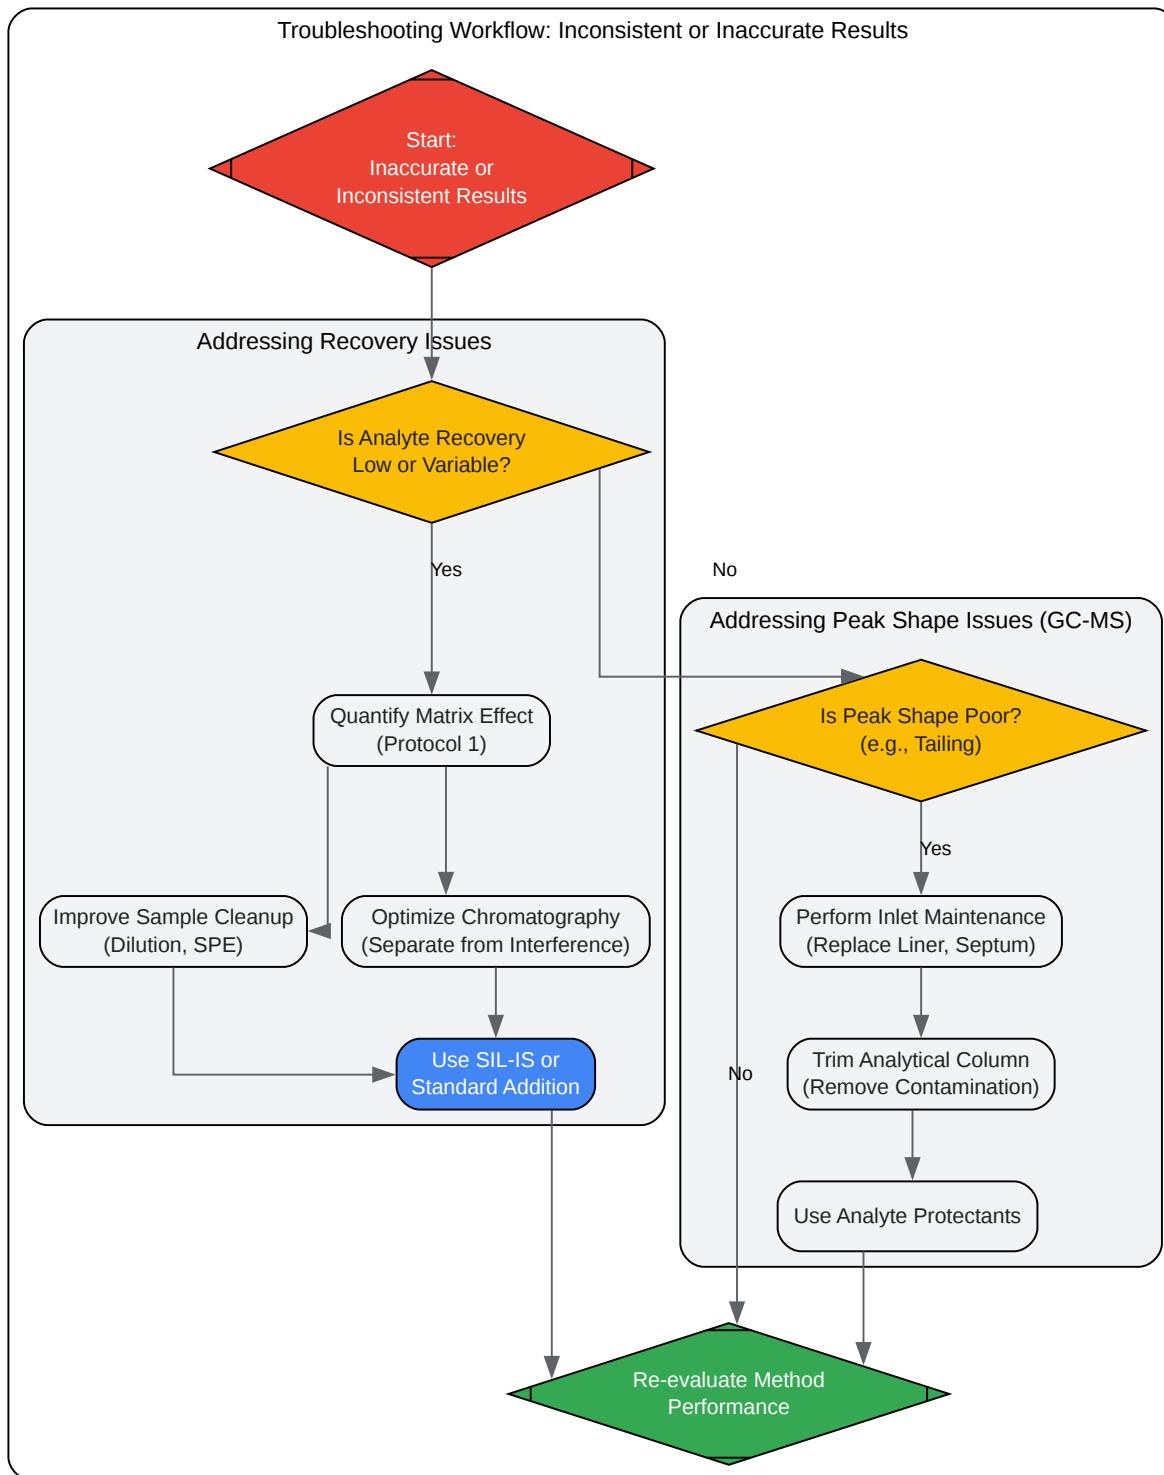 Troubleshooting Workflow: Inconsistent or Inaccurate Results
Start:
Inaccurate or
Inconsistent Results
Addressing Recovery Issues
Is Analyte Recovery
Low or Variable?
Yes
No
Addressing Peak Shape Issues (GC-MS)
Is Peak Shape Poor?
(e.g., Tailing)
Quantify Matrix Effect
(Protocol 1)
Yes
Improve Sample Cleanup
(Dilution, SPE)
Optimize Chromatography
(Separate from Interference)
Perform Inlet Maintenance
(Replace Liner, Septum)
Use SIL-IS or
Standard Addition
No
Trim Analytical Column
(Remove Contamination)
Use Analyte Protectants
Re-evaluate Method
Performance